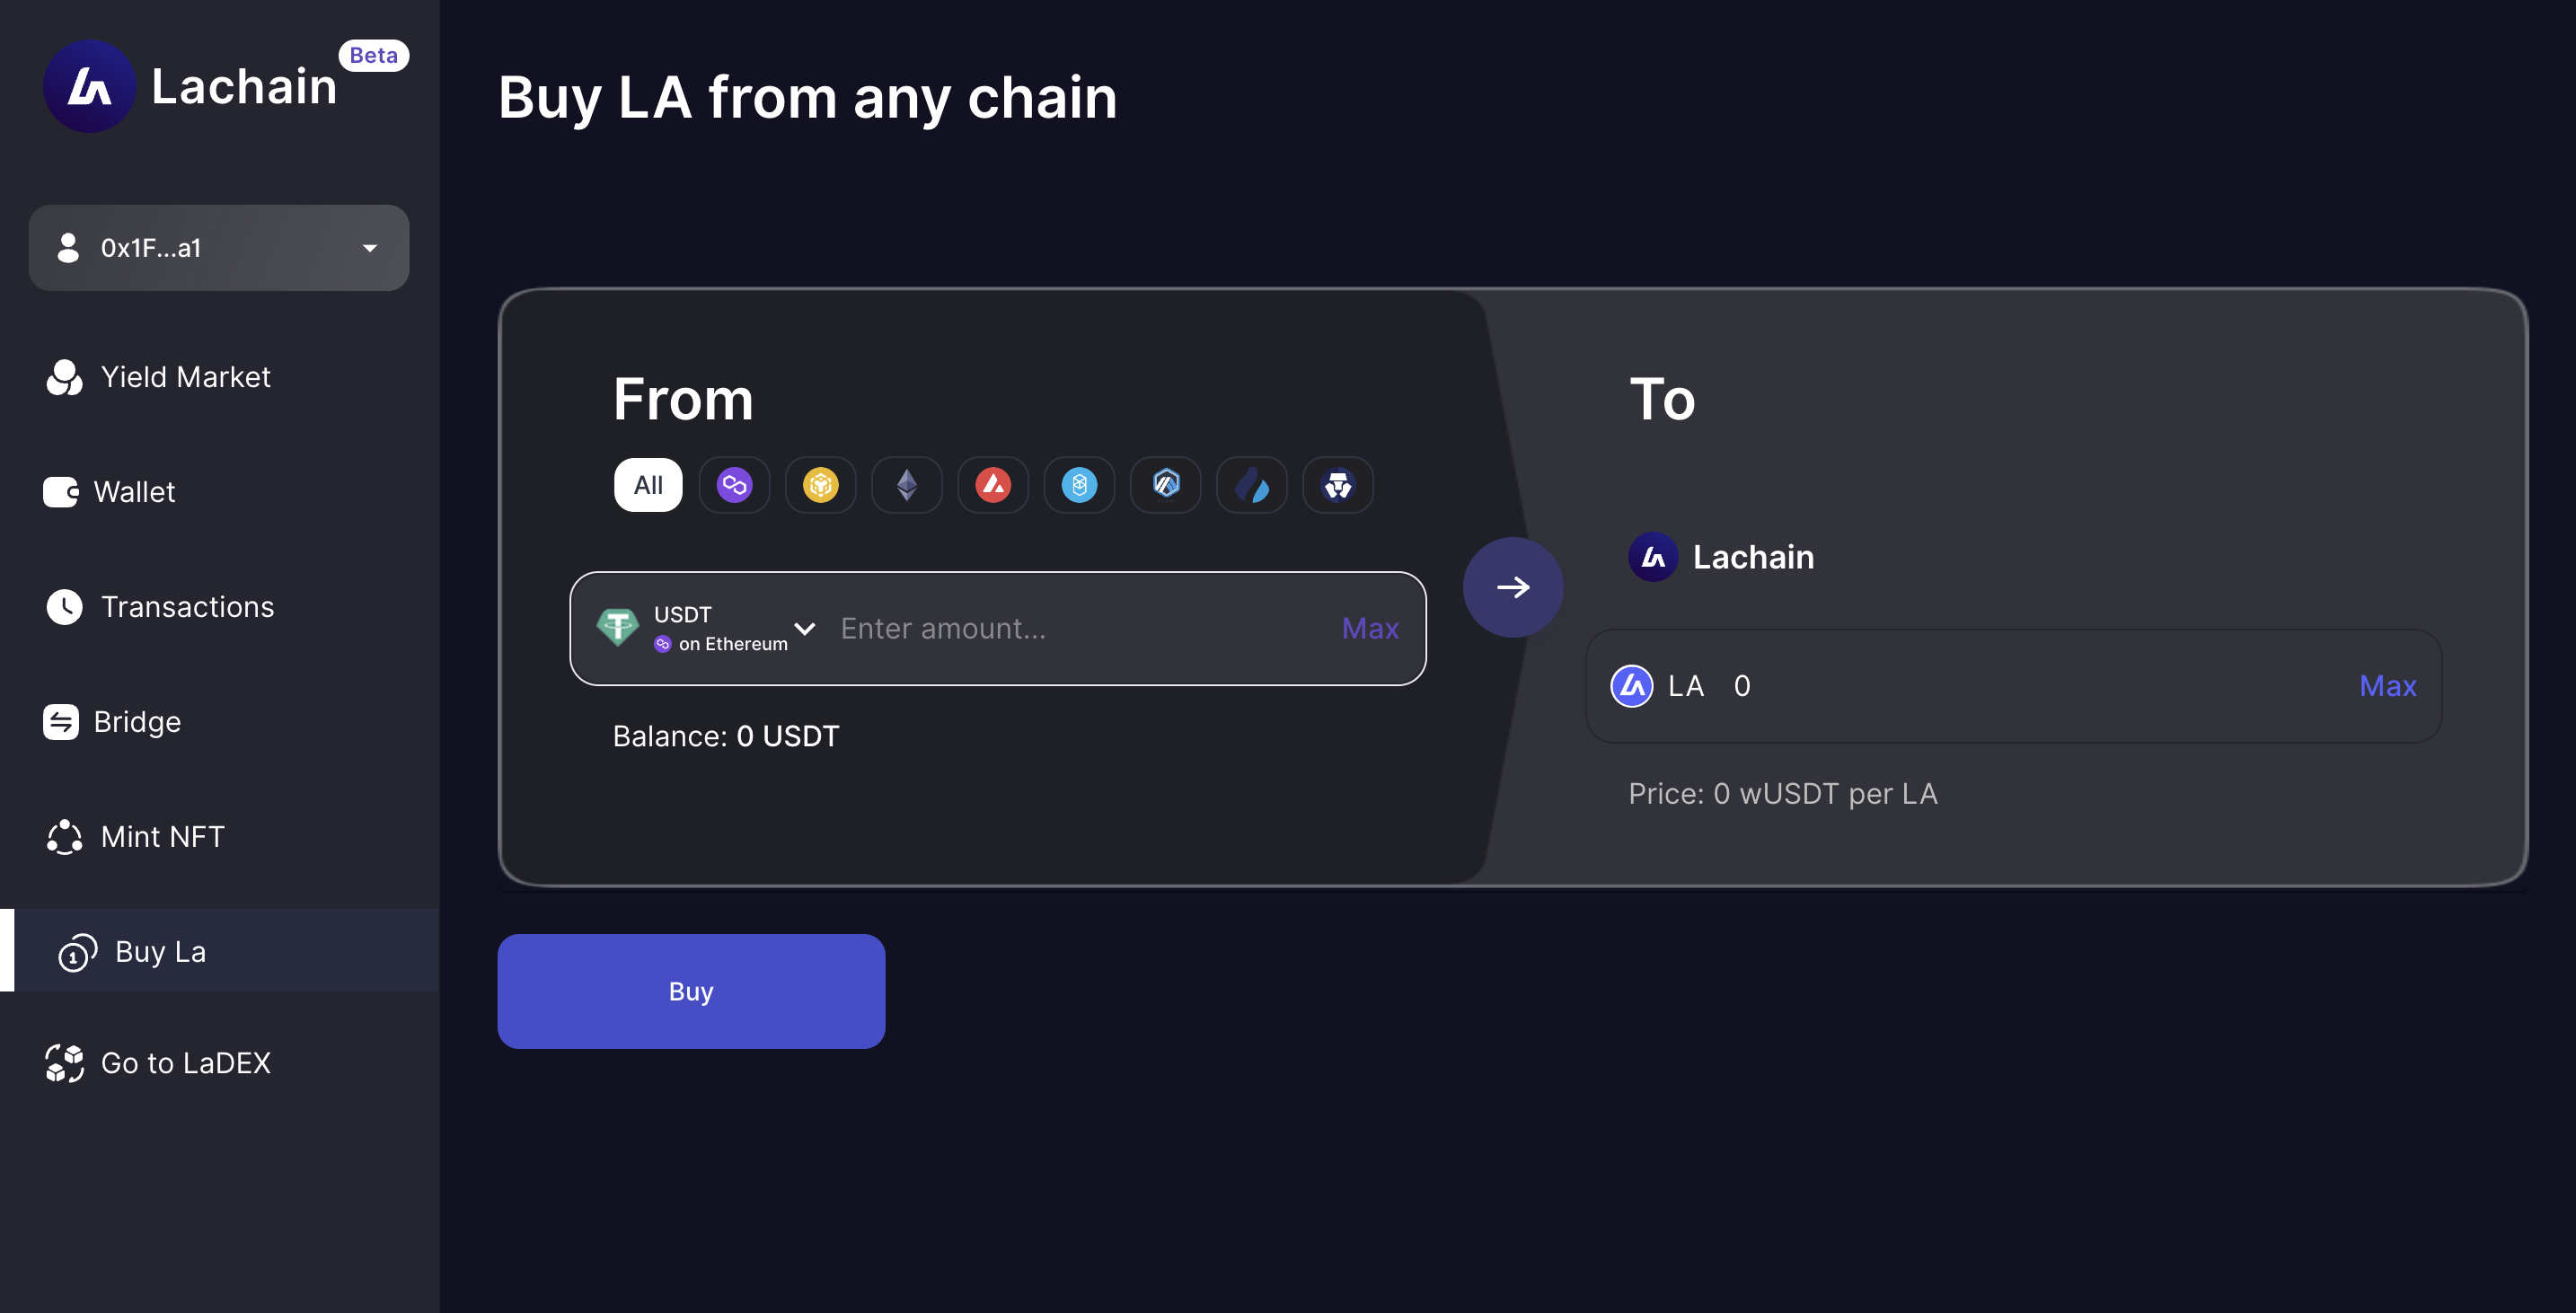 Lachain
Beta
0x1F...a1
Yield Market
Wallet
Transactions
Bridge
Mint NFT
Buy La
Go to LaDEX
Buy LA from any chain
From
All
USDT
on Ethereum
Enter amount...
Max
Balance: 0 USDT
To
Lachain
LA 0
Max
Price: 0 wUSDT per LA
Buy